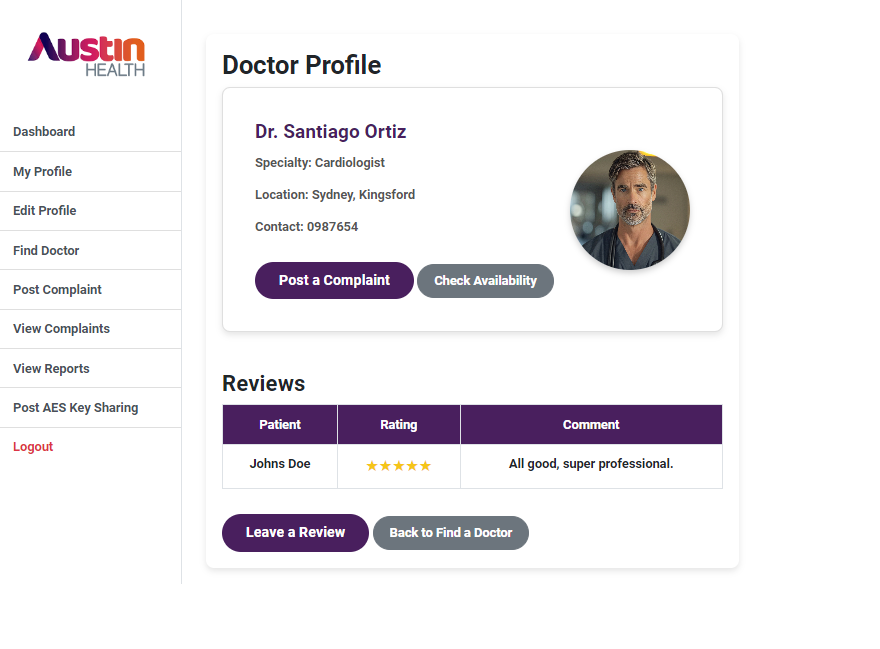 Austin
HEALTH
Dashboard
My Profile
Edit Profile
Find Doctor
Post Complaint
View Complaints
View Reports
Post AES Key Sharing
Logout
Doctor Profile
Dr. Santiago Ortiz
Specialty: Cardiologist
Location: Sydney, Kingsford
Contact: 0987654
Post a Complaint Check Availability
Reviews
Patient Rating Comment
Johns Doe ★★★★★ All good, super professional.
Leave a Review Back to Find a Doctor